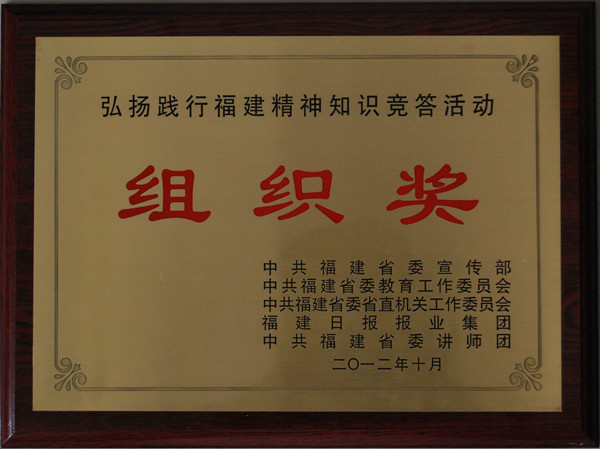 弘扬践行福建精神知识竞答活动
组织奖
中共福建省委宣传部
中共福建省委教育工作委员会
中共福建省委省直机关工作委员会
福建日报报业集团
中共福建省委讲师团
二〇一二年十月